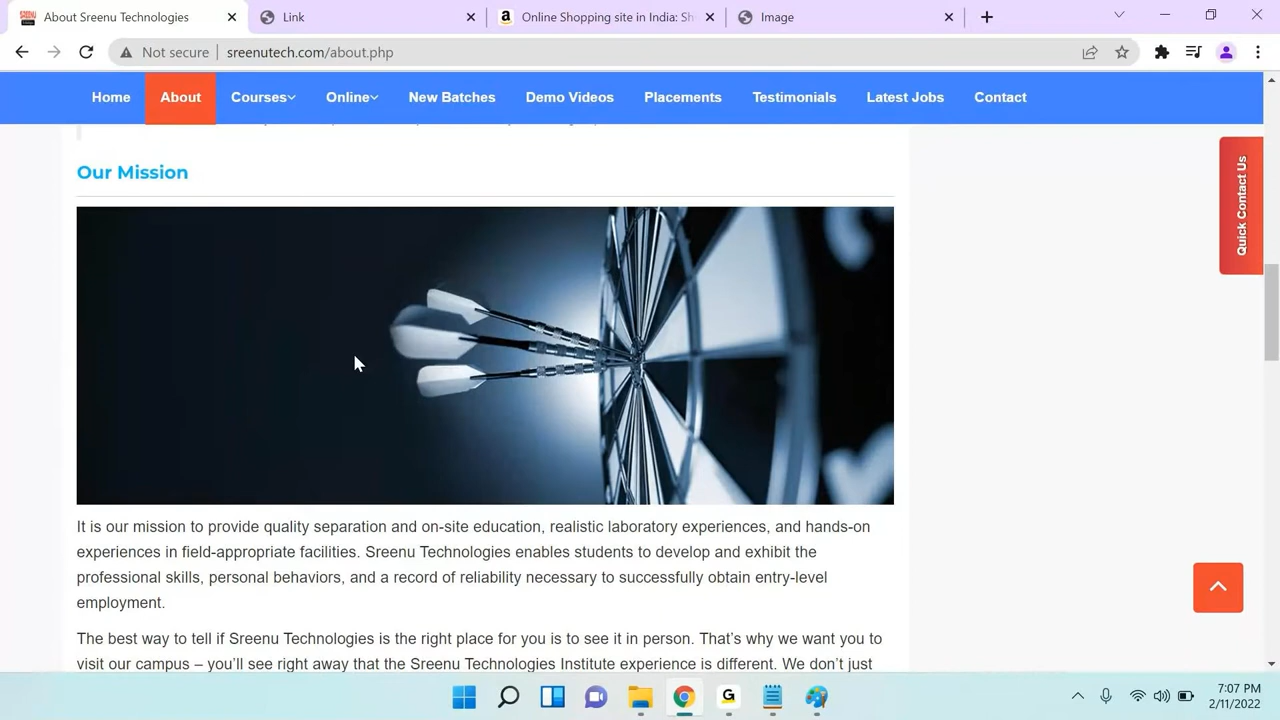 About Sreenu Technologies
Link
Online Shopping site in India: Sh
Image
Not secure
sreenutech.com/about.php
Home
About
Courses
Online
New Batches
Demo Videos
Placements
Testimonials
Latest Jobs
Contact
Quick Contact Us
Our Mission
It is our mission to provide quality separation and on-site education, realistic laboratory experiences, and hands-on
experiences in field-appropriate facilities. Sreenu Technologies enables students to develop and exhibit the
professional skills, personal behaviors, and a record of reliability necessary to successfully obtain entry-level
employment.
The best way to tell if Sreenu Technologies is the right place for you is to see it in person. That’s why we want you to
visit our campus – you’ll see right away that the Sreenu Technologies Institute experience is different. We don’t just
7:07 PM
2/11/2022